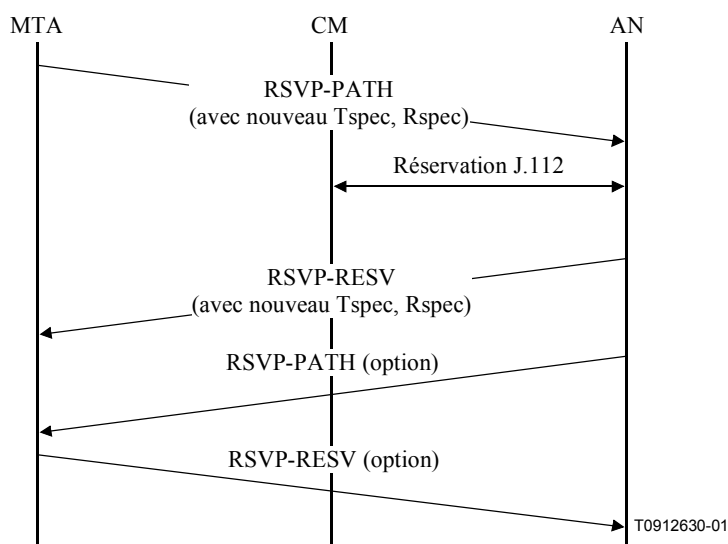 MTA
CM
AN
RSVP-PATH
(avec nouveau Tspec, Rspec)
Réservation J.112
RSVP-RESV
(avec nouveau Tspec, Rspec)
RSVP-PATH (option)
RSVP-RESV (option)
T0912630-01